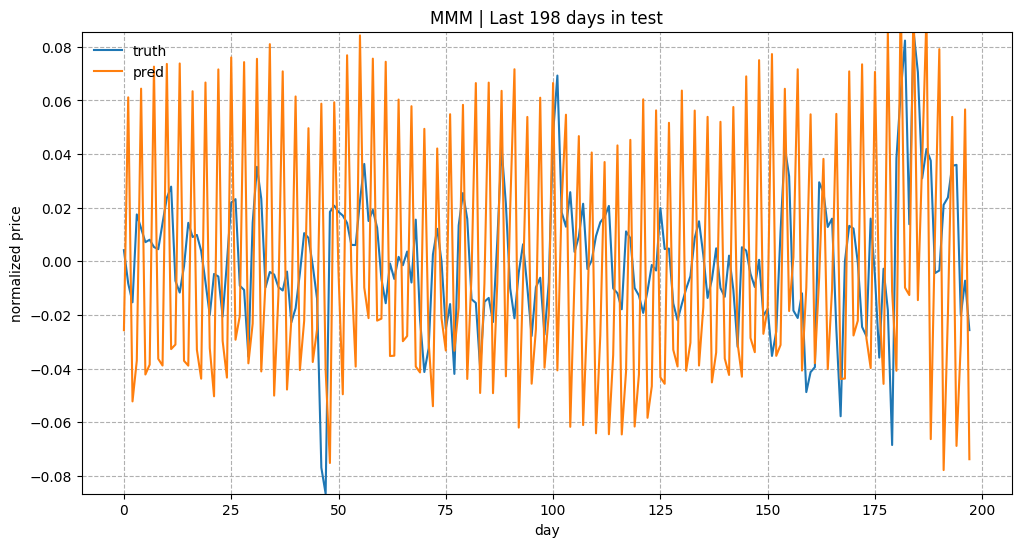 MMM | Last 198 days in test
truth
pred
normalized price
0.08
0.06
0.04
0.02
0.00
−0.02
−0.04
−0.06
−0.08
0 25 50 75 100 125 150 175 200
day